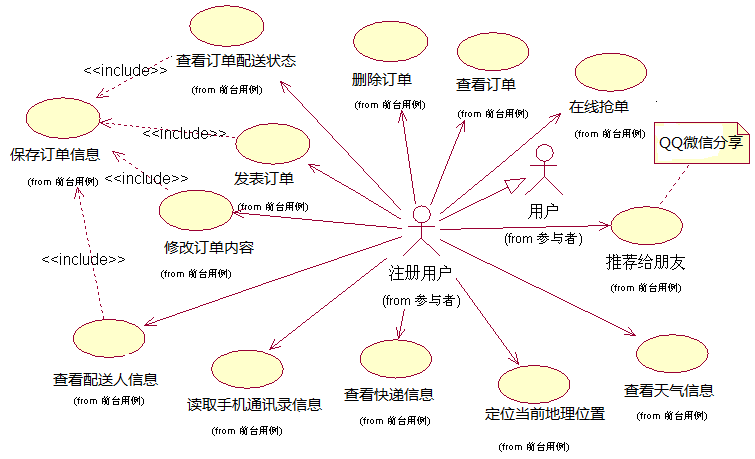 查看订单配送状态
(from 前台用例)
删除订单
(from 前台用例)
查看订单
(from 前台用例)
在线抢单
(from 前台用例)
QQ微信分享
<<include>>
保存订单信息
(from 前台用例)
<<include>>
发表订单
(from 前台用例)
<<include>>
修改订单内容
(from 前台用例)
用户
(from 参与者)
推荐给朋友
(from 前台用例)
<<include>>
注册用户
(from 参与者)
查看配送人信息
(from 前台用例)
读取手机通讯录信息
(from 前台用例)
查看快递信息
(from 前台用例)
定位当前地理位置
(from 前台用例)
查看天气信息
(from 前台用例)